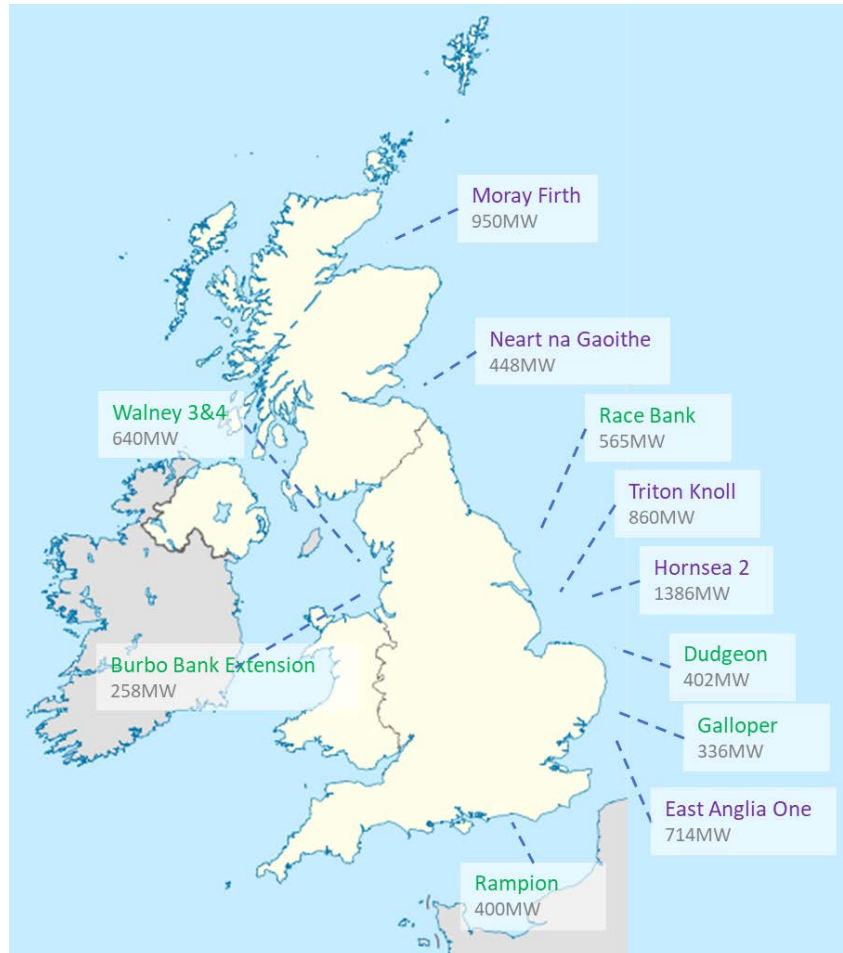 Moray Firth
950MW
Neart na Gaoithe
448MW
Walney 3&4
640MW
Race Bank
565MW
Triton Knoll
860MW
Hornsea 2
1386MW
Dudgeon
402MW
Burbo Bank Extension
258MW
Galloper
336MW
East Anglia One
714MW
Rampion
400MW